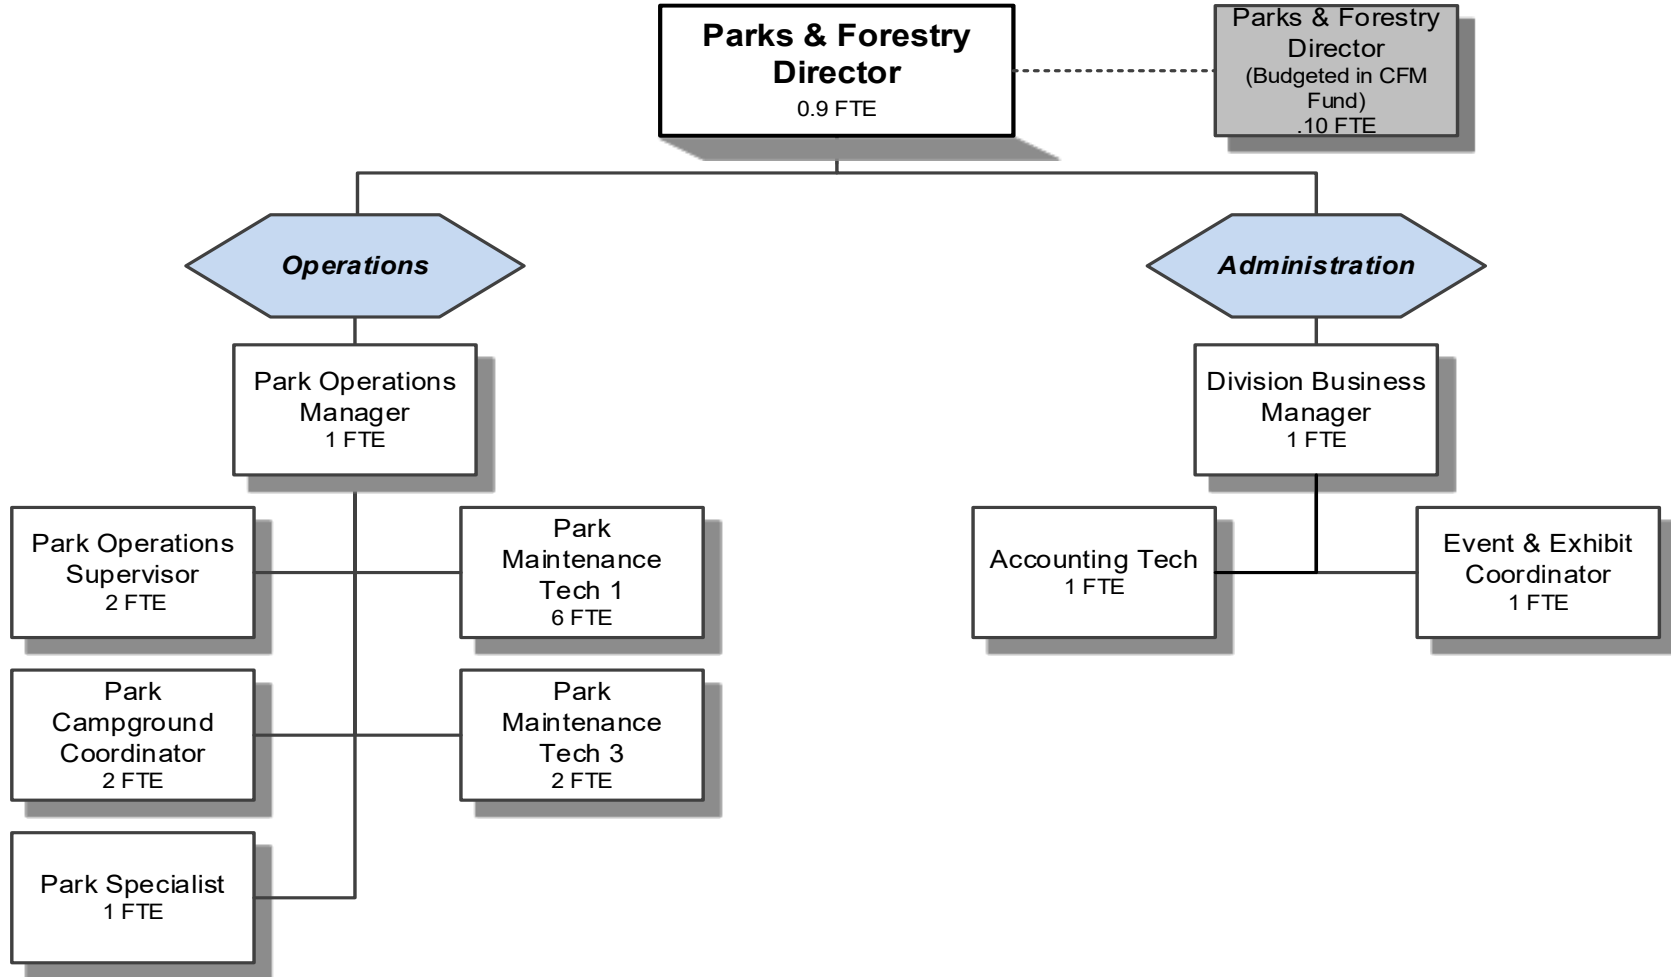 Parks & Forestry
Director
0.9 FTE
Parks & Forestry
Director
(Budgeted in CFM
Fund)
.10 FTE
Operations
Administration
Park Operations
Manager
1 FTE
Division Business
Manager
1 FTE
Park Operations
Supervisor
2 FTE
Park
Maintenance
Tech 1
6 FTE
Accounting Tech
1 FTE
Event & Exhibit
Coordinator
1 FTE
Park
Campground
Coordinator
2 FTE
Park
Maintenance
Tech 3
2 FTE
Park Specialist
1 FTE